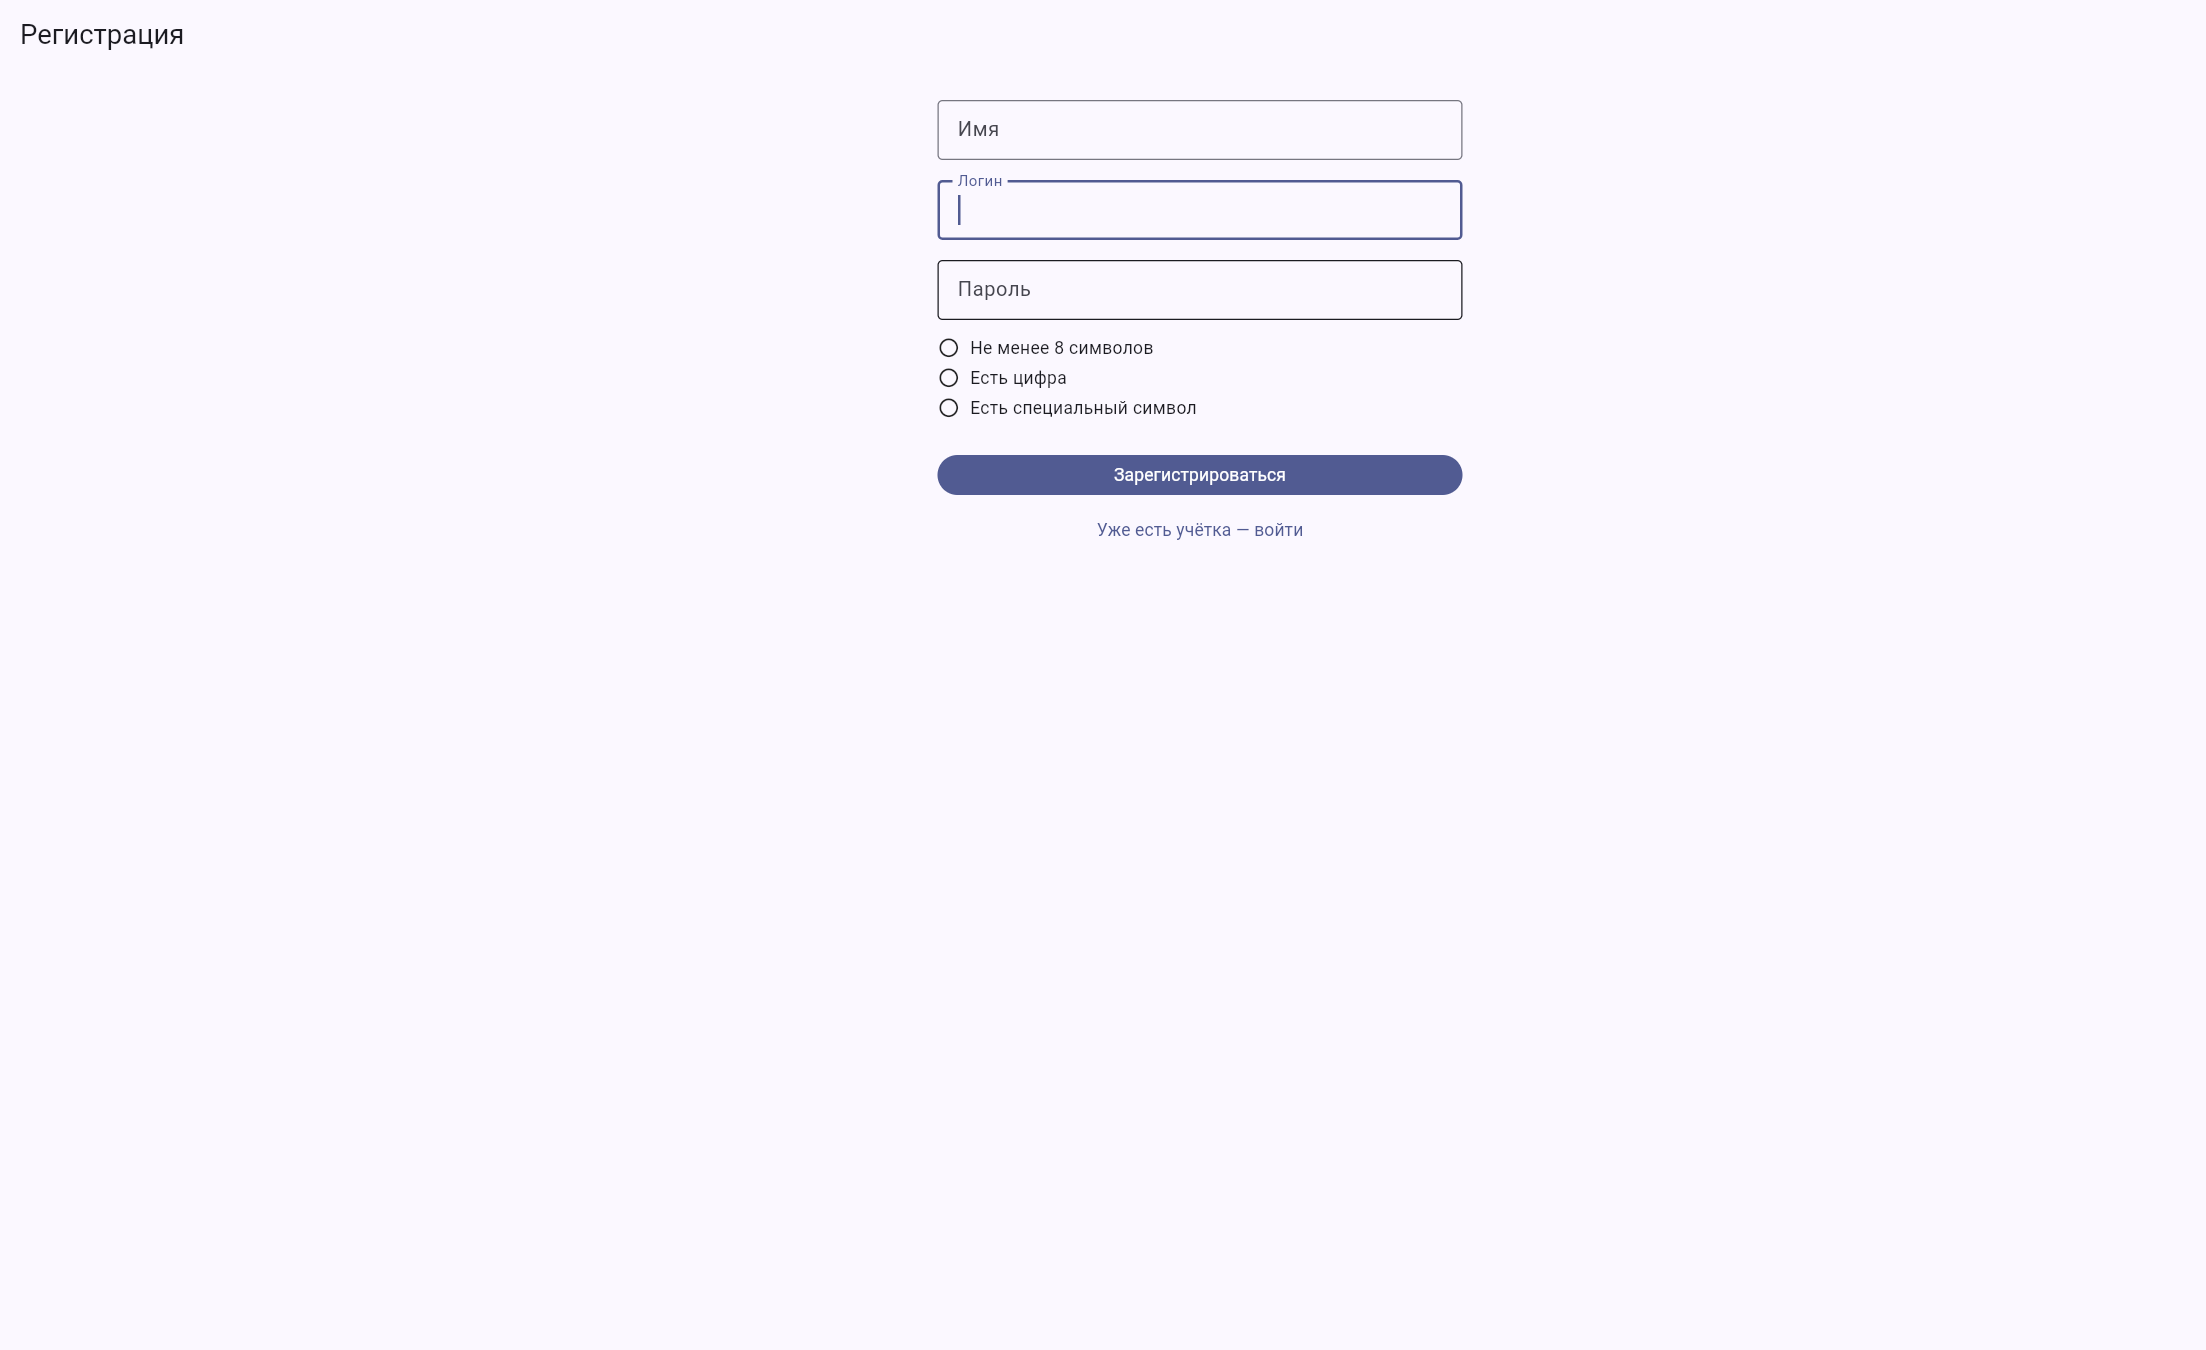 Регистрация
Имя
Логин
Пароль
Не менее 8 символов
Есть цифра
Есть специальный символ
Зарегистрироваться
Уже есть учётка — войти